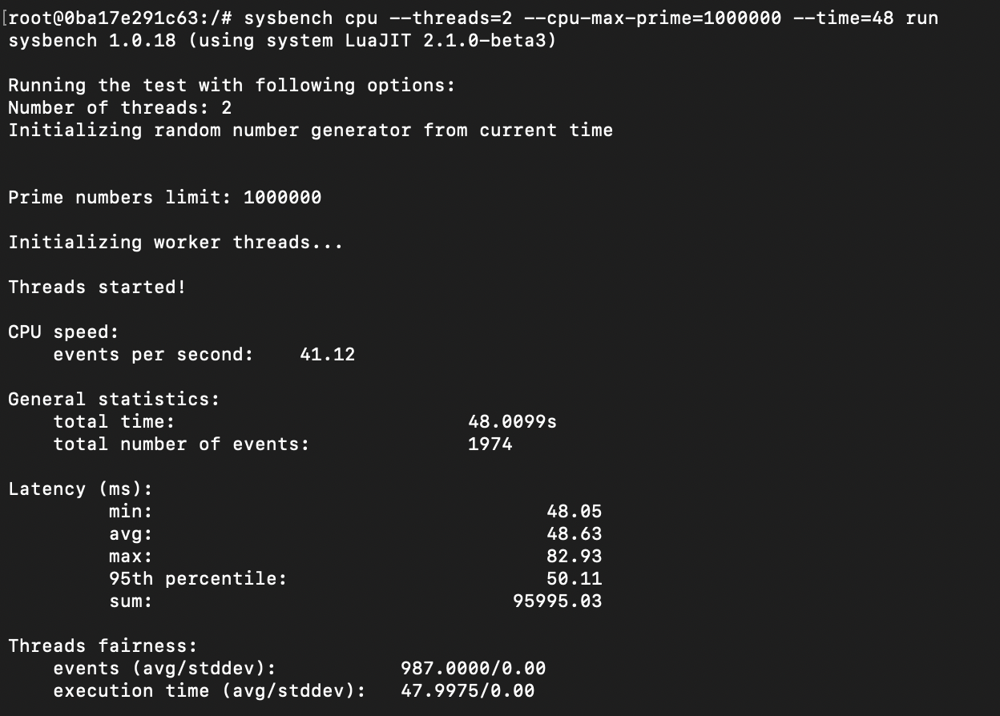 [root@0ba17e291c63:/# sysbench cpu --threads=2 --cpu-max-prime=1000000 --time=48 run
sysbench 1.0.18 (using system LuaJIT 2.1.0-beta3)
Running the test with following options:
Number of threads: 2
Initializing random number generator from current time
Prime numbers limit: 1000000
Initializing worker threads...
Threads started!
CPU speed:
    events per second:    41.12
General statistics:
    total time:                          48.0099s
    total number of events:              1974
Latency (ms):
         min:                                   48.05
         avg:                                   48.63
         max:                                   82.93
         95th percentile:                       50.11
         sum:                                95995.03
Threads fairness:
    events (avg/stddev):           987.0000/0.00
    execution time (avg/stddev):   47.9975/0.00